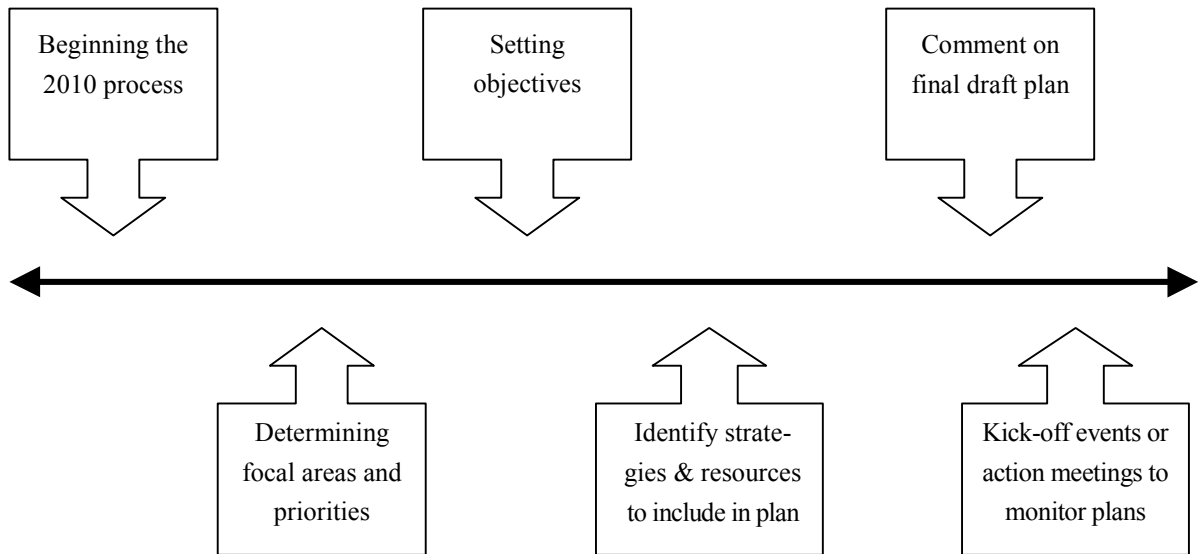 Beginning the
2010 process
Setting
objectives
Comment on
final draft plan
Determining
focal areas and
priorities
Identify strate-
gies & resources
to include in plan
Kick-off events or
action meetings to
monitor plans